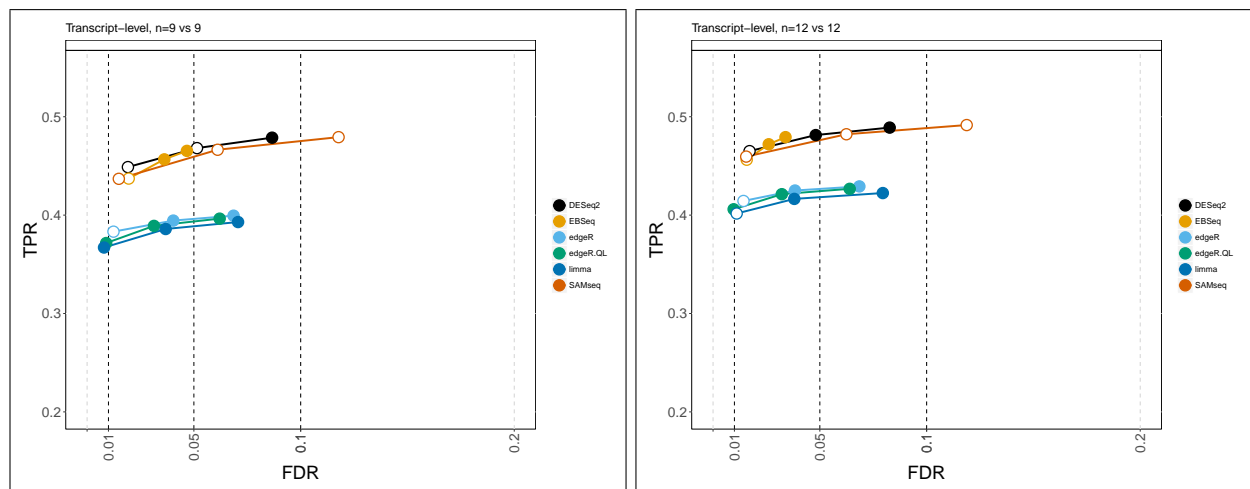 Transcript−level, n=9 vs 9
TPR
0.5
0.4
0.3
0.2
0.01
0.05
0.1
0.2
FDR
DESeq2
EBSeq
edgeR
edgeR.QL
limma
SAMseq
Transcript−level, n=12 vs 12
TPR
0.5
0.4
0.3
0.2
0.01
0.05
0.1
0.2
FDR
DESeq2
EBSeq
edgeR
edgeR.QL
limma
SAMseq